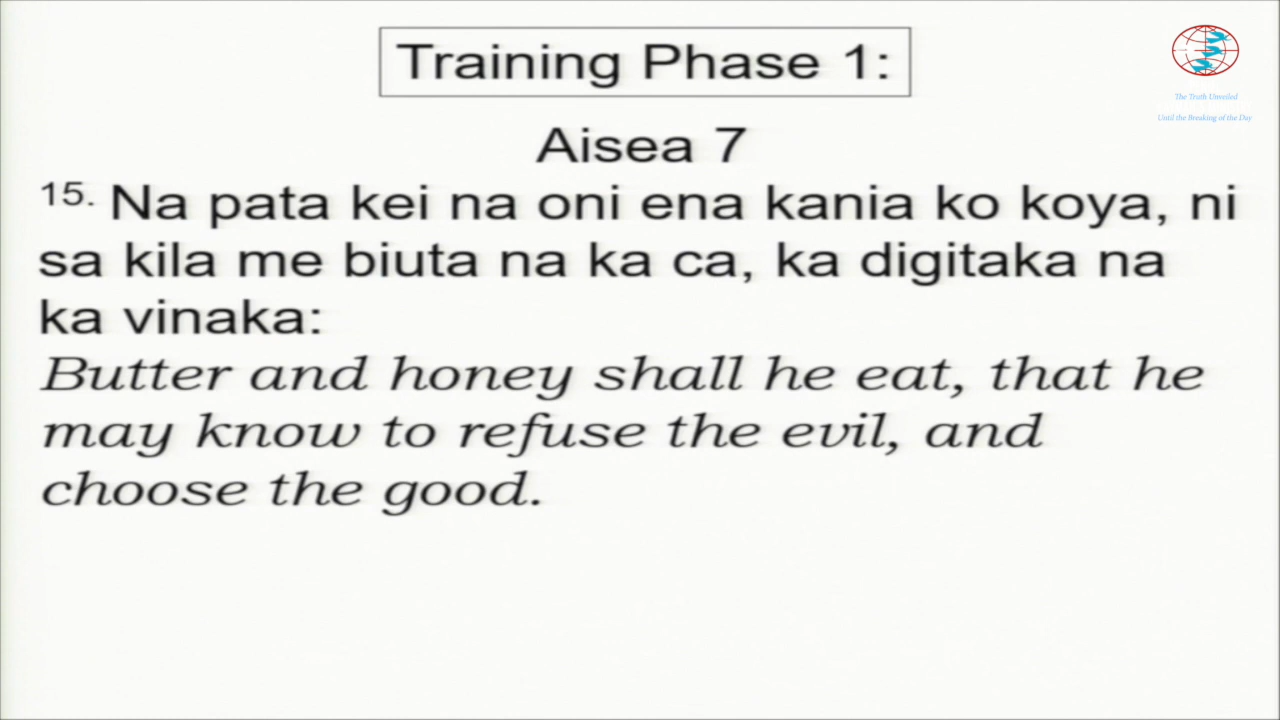 Training Phase 1:
The Truth Unveiled
Until the Breaking of the Day
Aisea 7
15. Na pata kei na oni ena kania ko koya, ni
sa kila me biuta na ka ca, ka digitaka na
ka vinaka:
Butter and honey shall he eat, that he
may know to refuse the evil, and
choose the good.